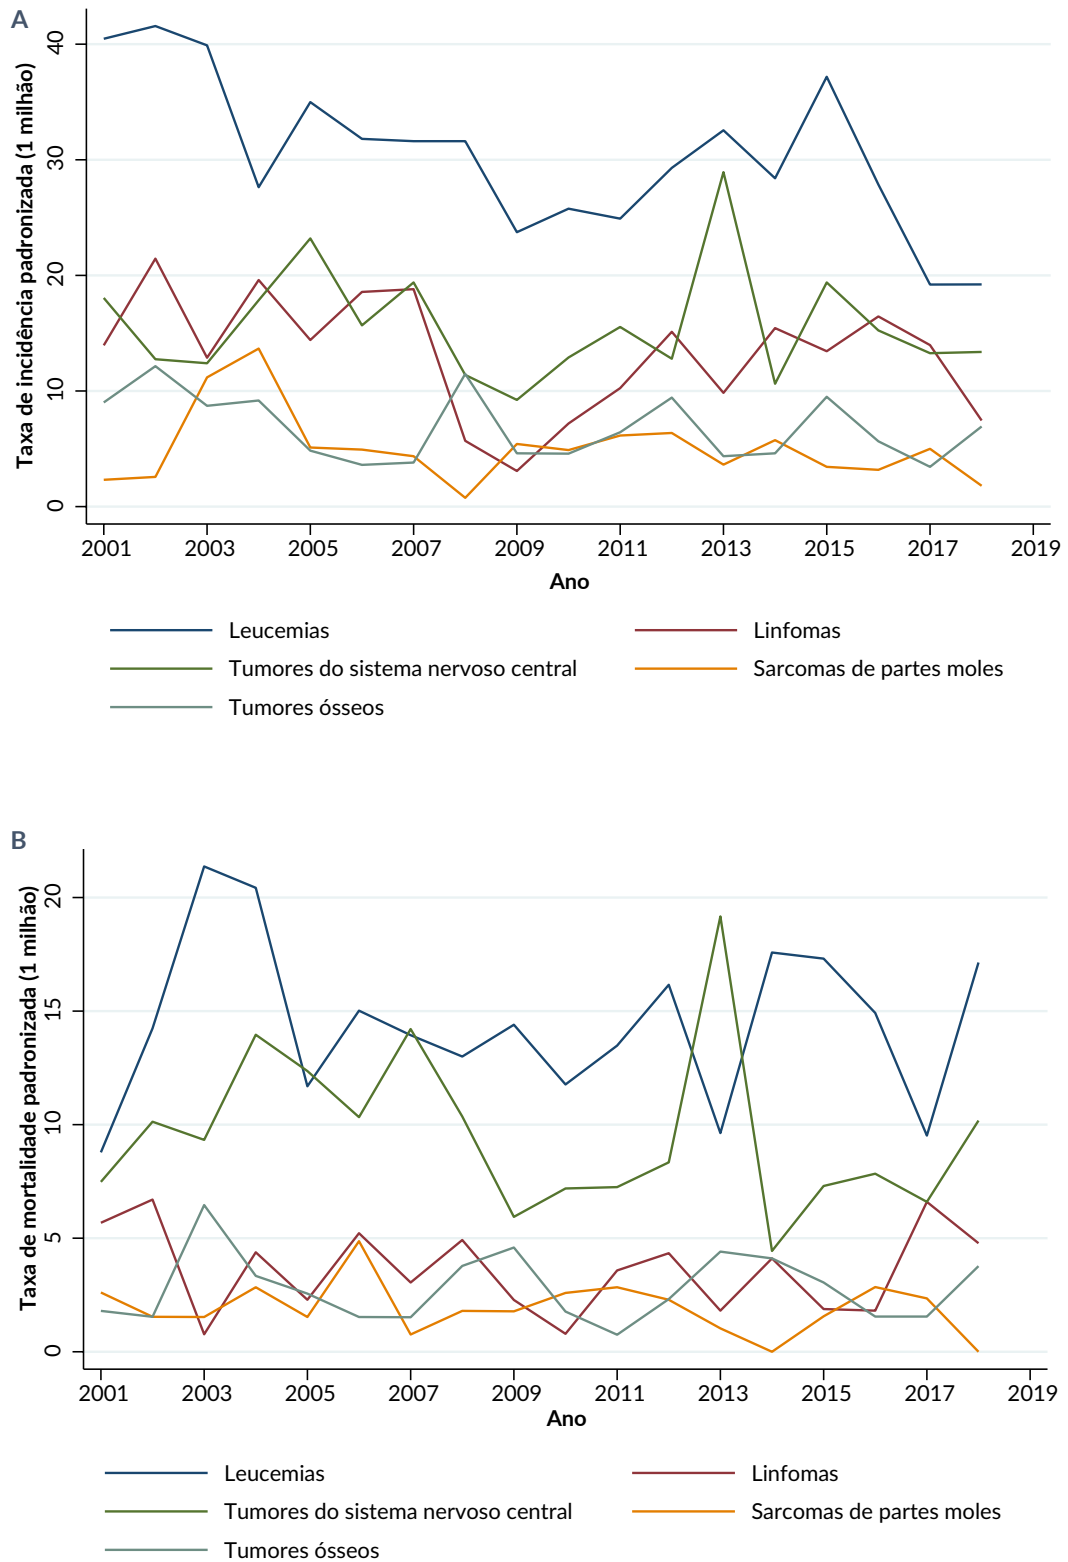 A
Taxa de incidência padronizada (1 milhão)
40
30
20
10
0
2001 2003 2005 2007 2009 2011 2013 2015 2017 2019
Ano
Leucemias Linfomas
Tumores do sistema nervoso central Sarcomas de partes moles
Tumores ósseos
B
Taxa de mortalidade padronizada (1 milhão)
20
15
10
5
0
2001 2003 2005 2007 2009 2011 2013 2015 2017 2019
Ano
Leucemias Linfomas
Tumores do sistema nervoso central Sarcomas de partes moles
Tumores ósseos